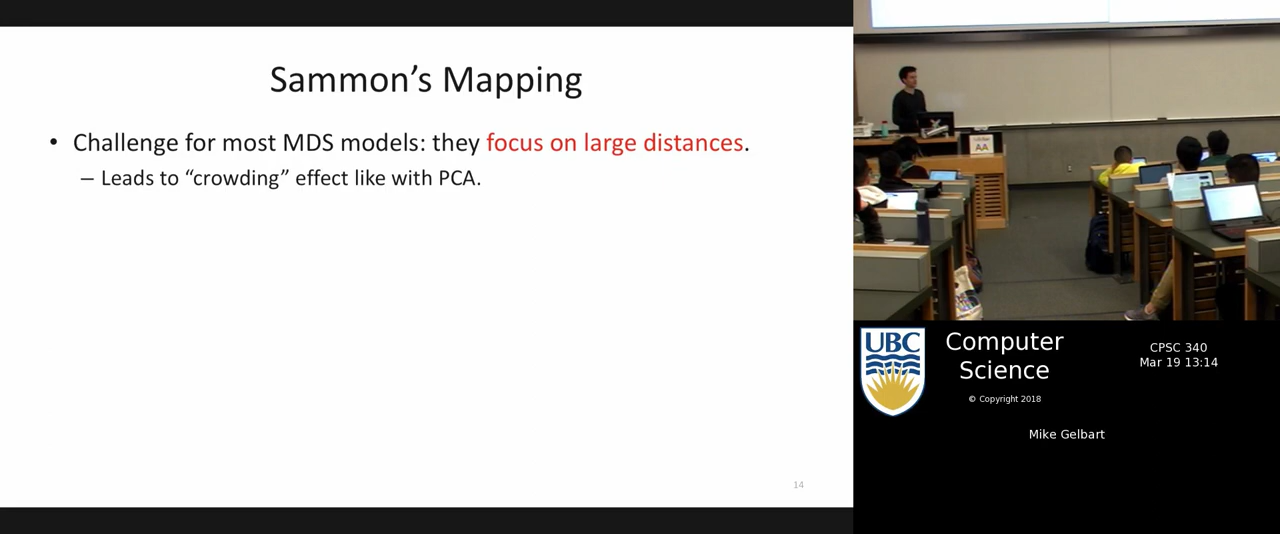 Sammon’s Mapping
• Challenge for most MDS models: they focus on large distances.
– Leads to “crowding” effect like with PCA.
14
AA
UBC
Computer
Science
© Copyright 2018
CPSC 340
Mar 19 13:14
Mike Gelbart